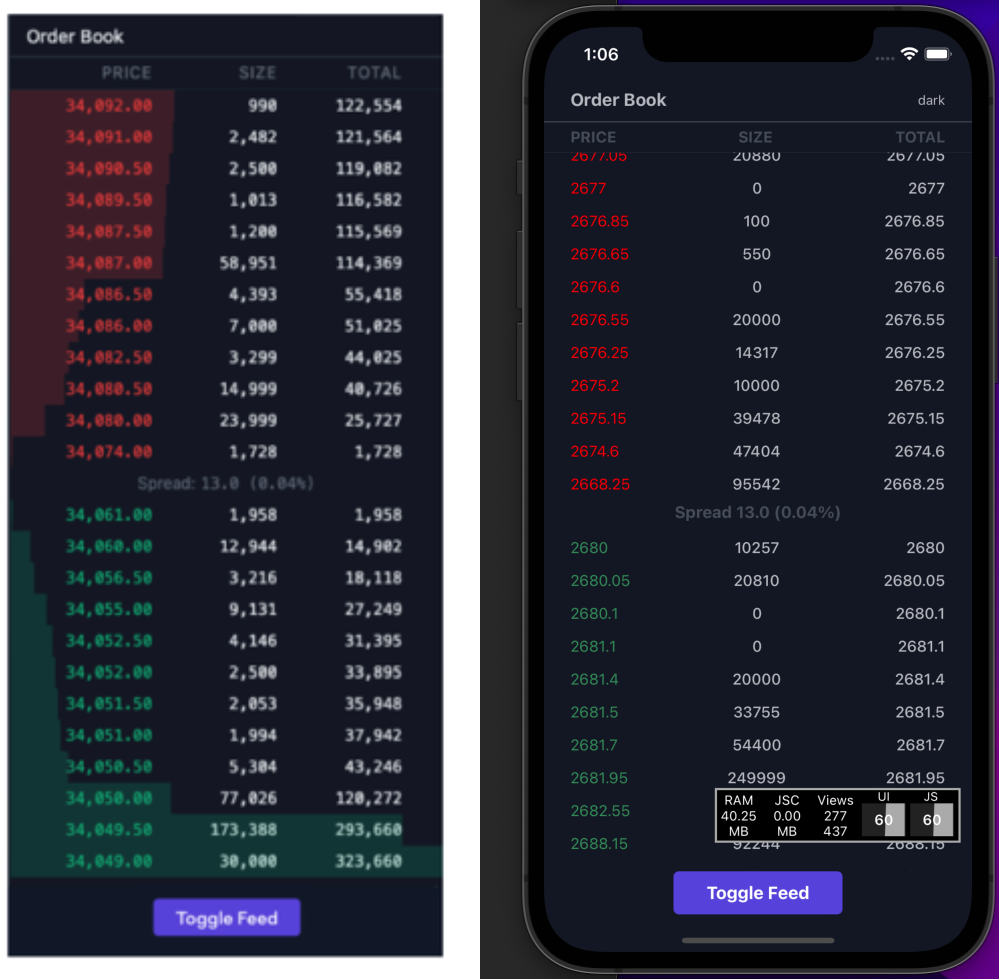 Order Book
PRICE SIZE TOTAL
34,092.00 990 122,554
34,091.00 2,482 121,564
34,090.50 2,500 119,082
34,089.50 1,013 116,582
34,087.50 1,200 115,569
34,087.00 58,951 114,369
34,086.50 4,393 55,418
34,086.00 7,000 51,025
34,082.50 3,299 44,025
34,080.50 14,999 40,726
34,080.00 23,999 25,727
34,074.00 1,728 1,728
Spread: 13.0 (0.04%)
34,061.00 1,958 1,958
34,060.00 12,944 14,902
34,056.50 3,216 18,118
34,055.00 9,131 27,249
34,052.50 4,146 31,395
34,052.00 2,500 33,895
34,051.50 2,053 35,948
34,051.00 1,994 37,942
34,050.50 5,304 43,246
34,050.00 77,026 120,272
34,049.50 173,388 293,660
34,049.00 30,000 323,660
Toggle Feed
1:06
Order Book dark
PRICE SIZE TOTAL
2677.05 20880 2677.05
2677 0 2677
2676.85 100 2676.85
2676.65 550 2676.65
2676.6 0 2676.6
2676.55 20000 2676.55
2676.25 14317 2676.25
2675.2 10000 2675.2
2675.15 39478 2675.15
2674.6 47404 2674.6
2668.25 95542 2668.25
Spread 13.0 (0.04%)
2680 10257 2680
2680.05 20810 2680.05
2680.1 0 2680.1
2681.1 0 2681.1
2681.4 20000 2681.4
2681.5 33755 2681.5
2681.7 54400 2681.7
2681.95 249999 2681.95
2682.55
RAM JSC Views UI JS
40.25 0.00 277 60 60
MB MB 437
2688.15 92244 2688.15
Toggle Feed